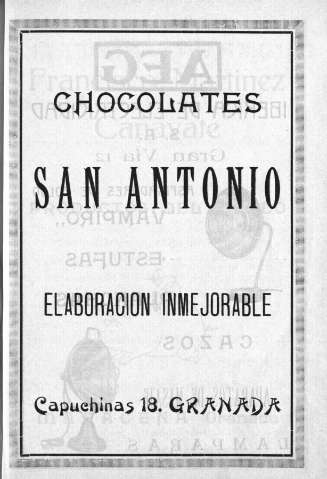 CHOCOLATES
SAN ANTONIO
ELABORACION INMEJORABLE
Capuchinas 18. GRANADA